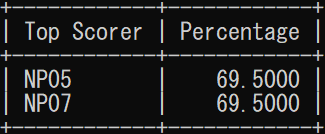 Top Scorer | Percentage
NP05 | 69.5000
NP07 | 69.5000